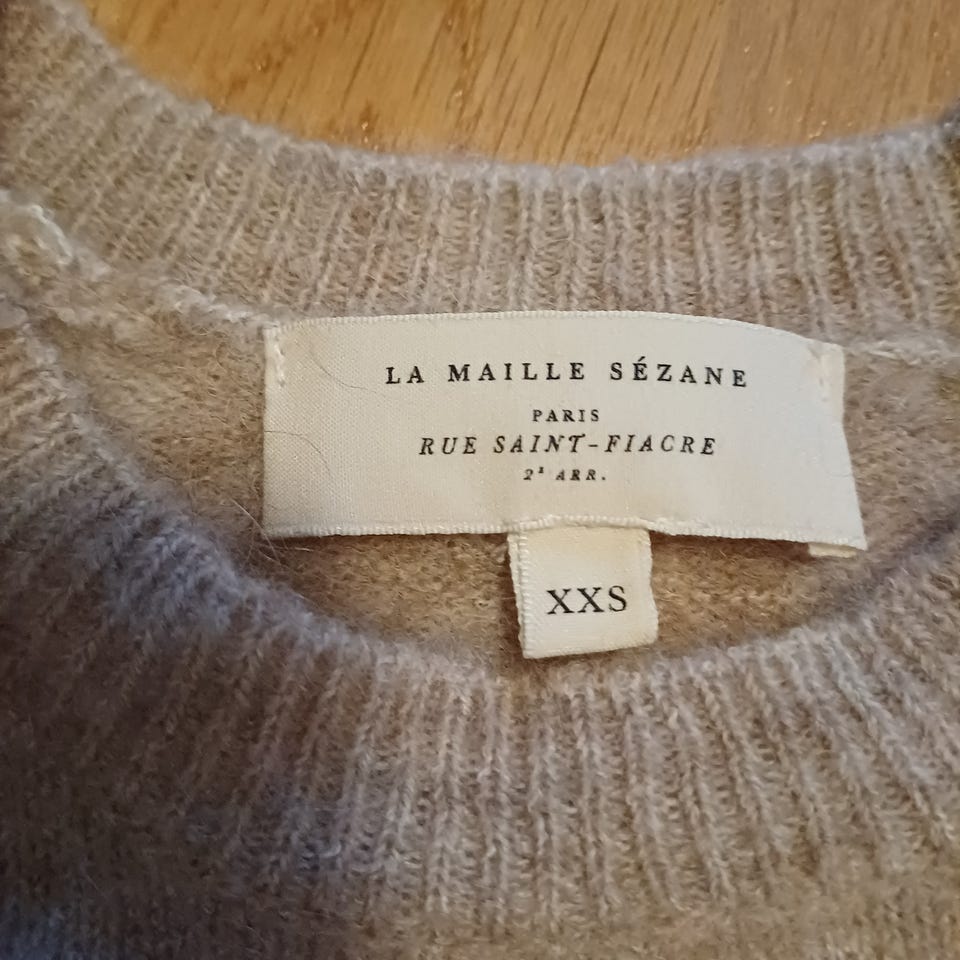 LA MAILLE SÉZANE
PARIS
RUE SAINT-FIACRE
2ᵉ ARR.
XXS